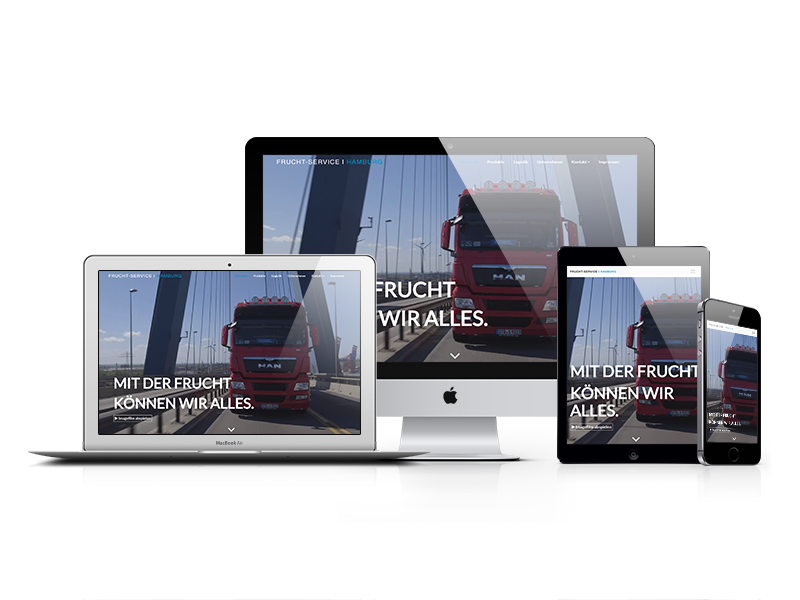 FRUCHT-SERVICE I HAMBURG
Produkte Logistik Unternehmen Kontakt Impressum
MAN
FRUCHT
WIR ALLES.
FRUCHT-SERVICE I HAMBURG
Produkte Logistik Unternehmen Kontakt Impressum
MAN
MIT DER FRUCHT
KÖNNEN WIR ALLES.
Imagefilm abspielen
MacBook Air
FRUCHT-SERVICE I HAMBURG
MIT DER FRUCHT
KÖNNEN WIR
ALLES.
Imagefilm abspielen
MIT DER FRUCHT
KÖNNEN WIR ALLES.